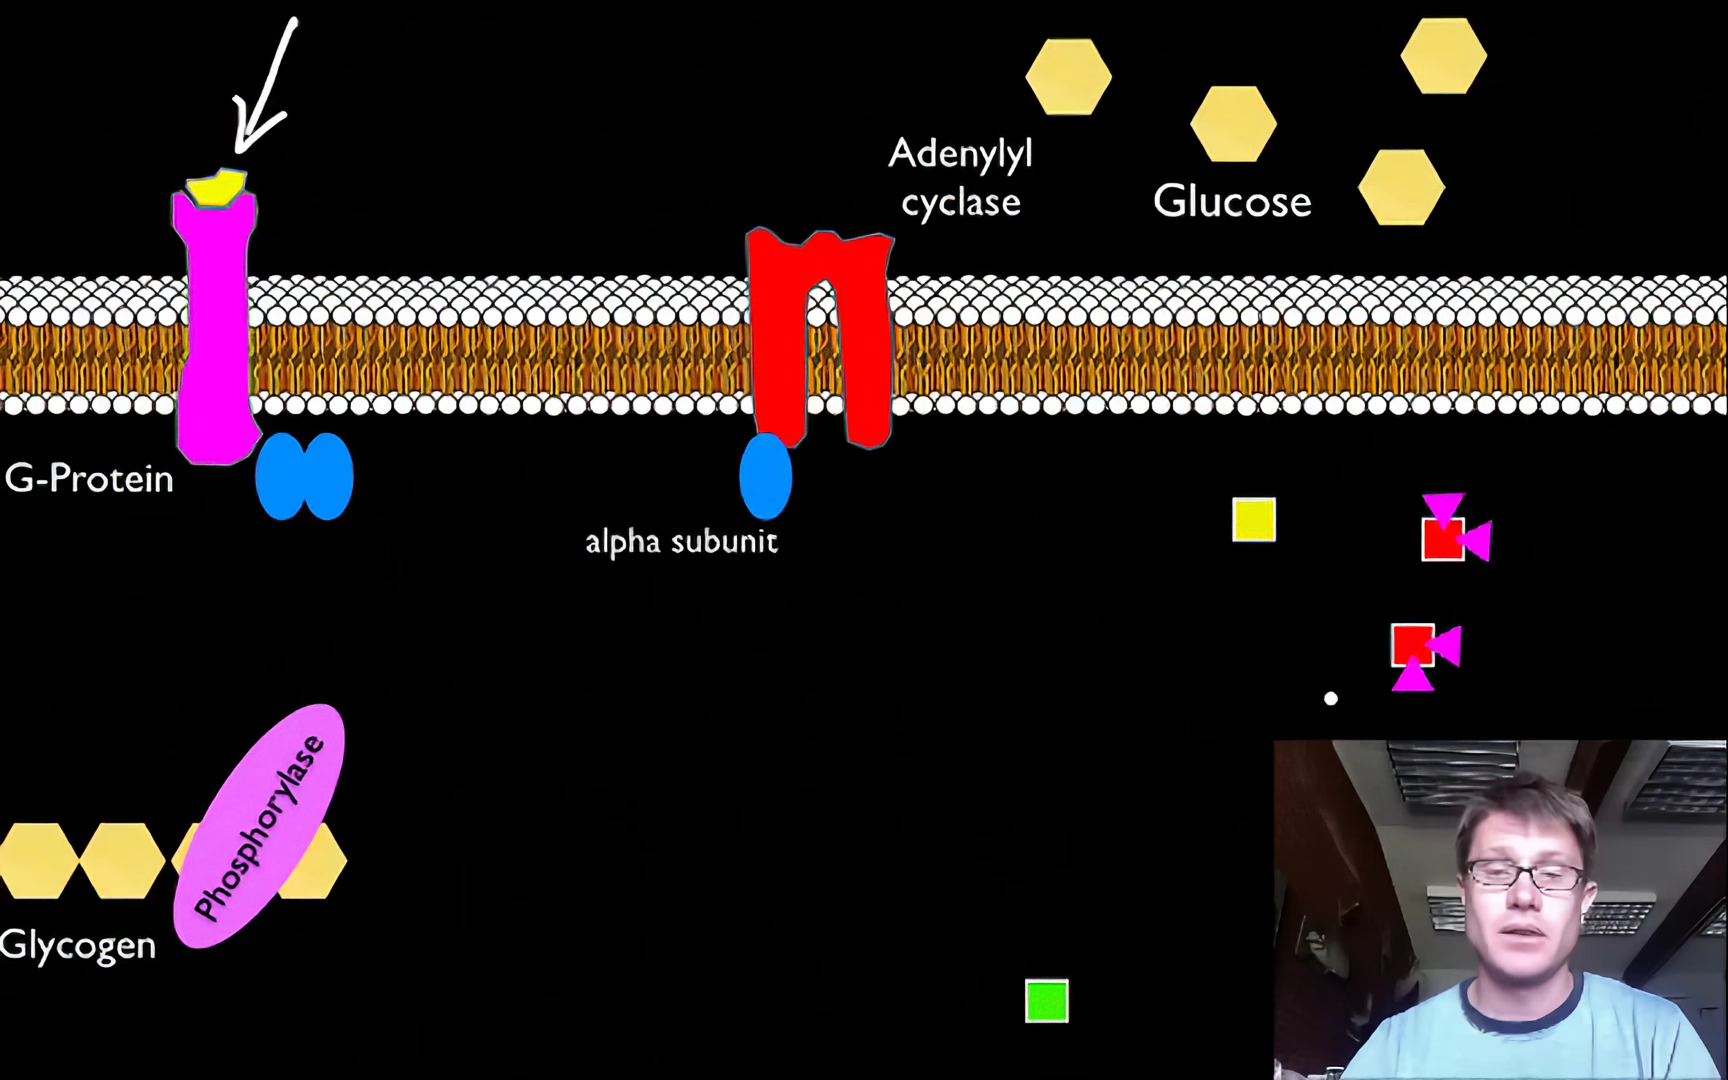 Adenylyl
cyclase
Glucose
G-Protein
alpha subunit
Phosphorylase
Glycogen